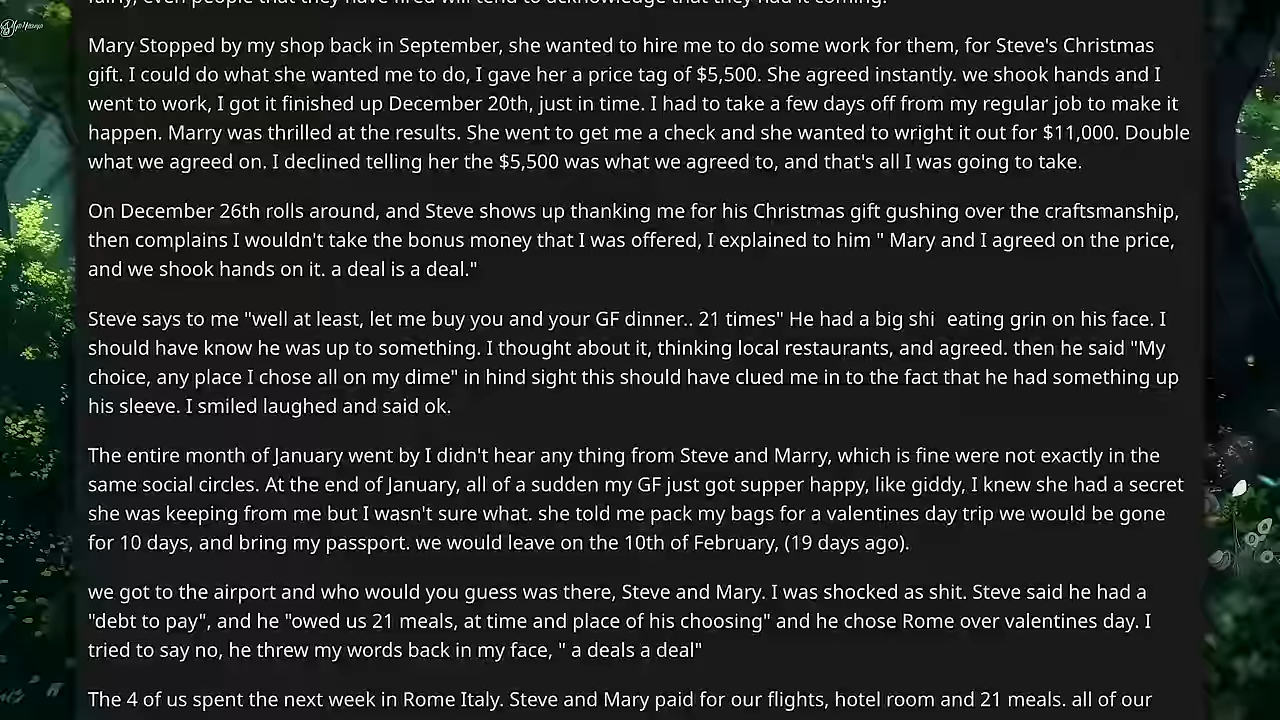 fairly, even people that they have fired will tend to acknowledge that they had it coming.
Mary Stopped by my shop back in September, she wanted to hire me to do some work for them, for Steve's Christmas
gift. I could do what she wanted me to do, I gave her a price tag of $5,500. She agreed instantly. we shook hands and I
went to work, I got it finished up December 20th, just in time. I had to take a few days off from my regular job to make it
happen. Marry was thrilled at the results. She went to get me a check and she wanted to wright it out for $11,000. Double
what we agreed on. I declined telling her the $5,500 was what we agreed to, and that's all I was going to take.
On December 26th rolls around, and Steve shows up thanking me for his Christmas gift gushing over the craftsmanship,
then complains I wouldn't take the bonus money that I was offered, I explained to him " Mary and I agreed on the price,
and we shook hands on it. a deal is a deal."
Steve says to me "well at least, let me buy you and your GF dinner.. 21 times" He had a big shi eating grin on his face. I
should have know he was up to something. I thought about it, thinking local restaurants, and agreed. then he said "My
choice, any place I chose all on my dime" in hind sight this should have clued me in to the fact that he had something up
his sleeve. I smiled laughed and said ok.
The entire month of January went by I didn't hear any thing from Steve and Marry, which is fine were not exactly in the
same social circles. At the end of January, all of a sudden my GF just got supper happy, like giddy, I knew she had a secret
she was keeping from me but I wasn't sure what. she told me pack my bags for a valentines day trip we would be gone
for 10 days, and bring my passport. we would leave on the 10th of February, (19 days ago).
we got to the airport and who would you guess was there, Steve and Mary. I was shocked as shit. Steve said he had a
"debt to pay", and he "owed us 21 meals, at time and place of his choosing" and he chose Rome over valentines day. I
tried to say no, he threw my words back in my face, " a deals a deal"
The 4 of us spent the next week in Rome Italy. Steve and Mary paid for our flights, hotel room and 21 meals. all of our